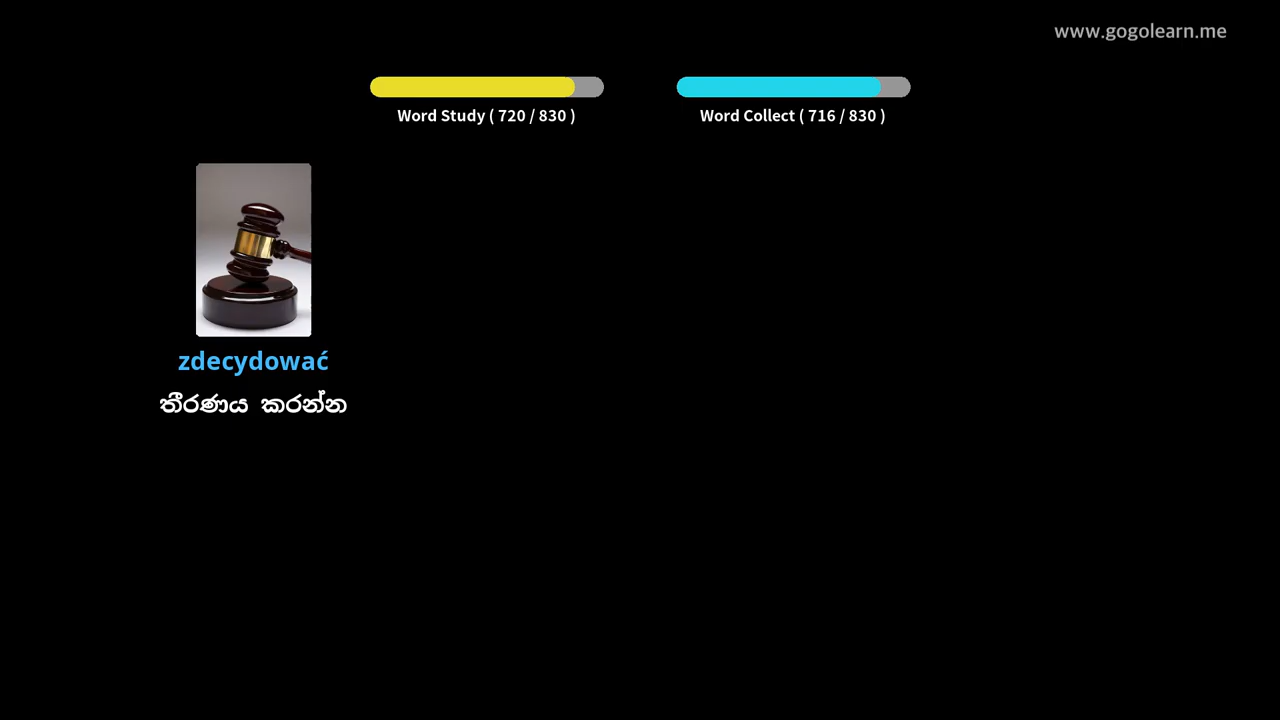 www.gogolearn.me
Word Study ( 720 / 830 )
Word Collect ( 716 / 830 )
zdecydować
තීරණය කරන්න